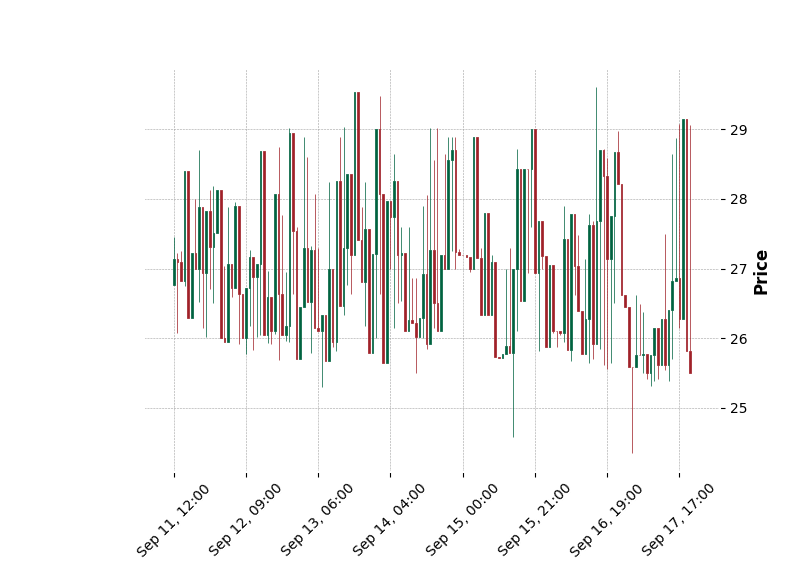 29
28
27
26
25
Price
Sep 11, 12:00
Sep 12, 09:00
Sep 13, 06:00
Sep 14, 04:00
Sep 15, 00:00
Sep 15, 21:00
Sep 16, 19:00
Sep 17, 17:00